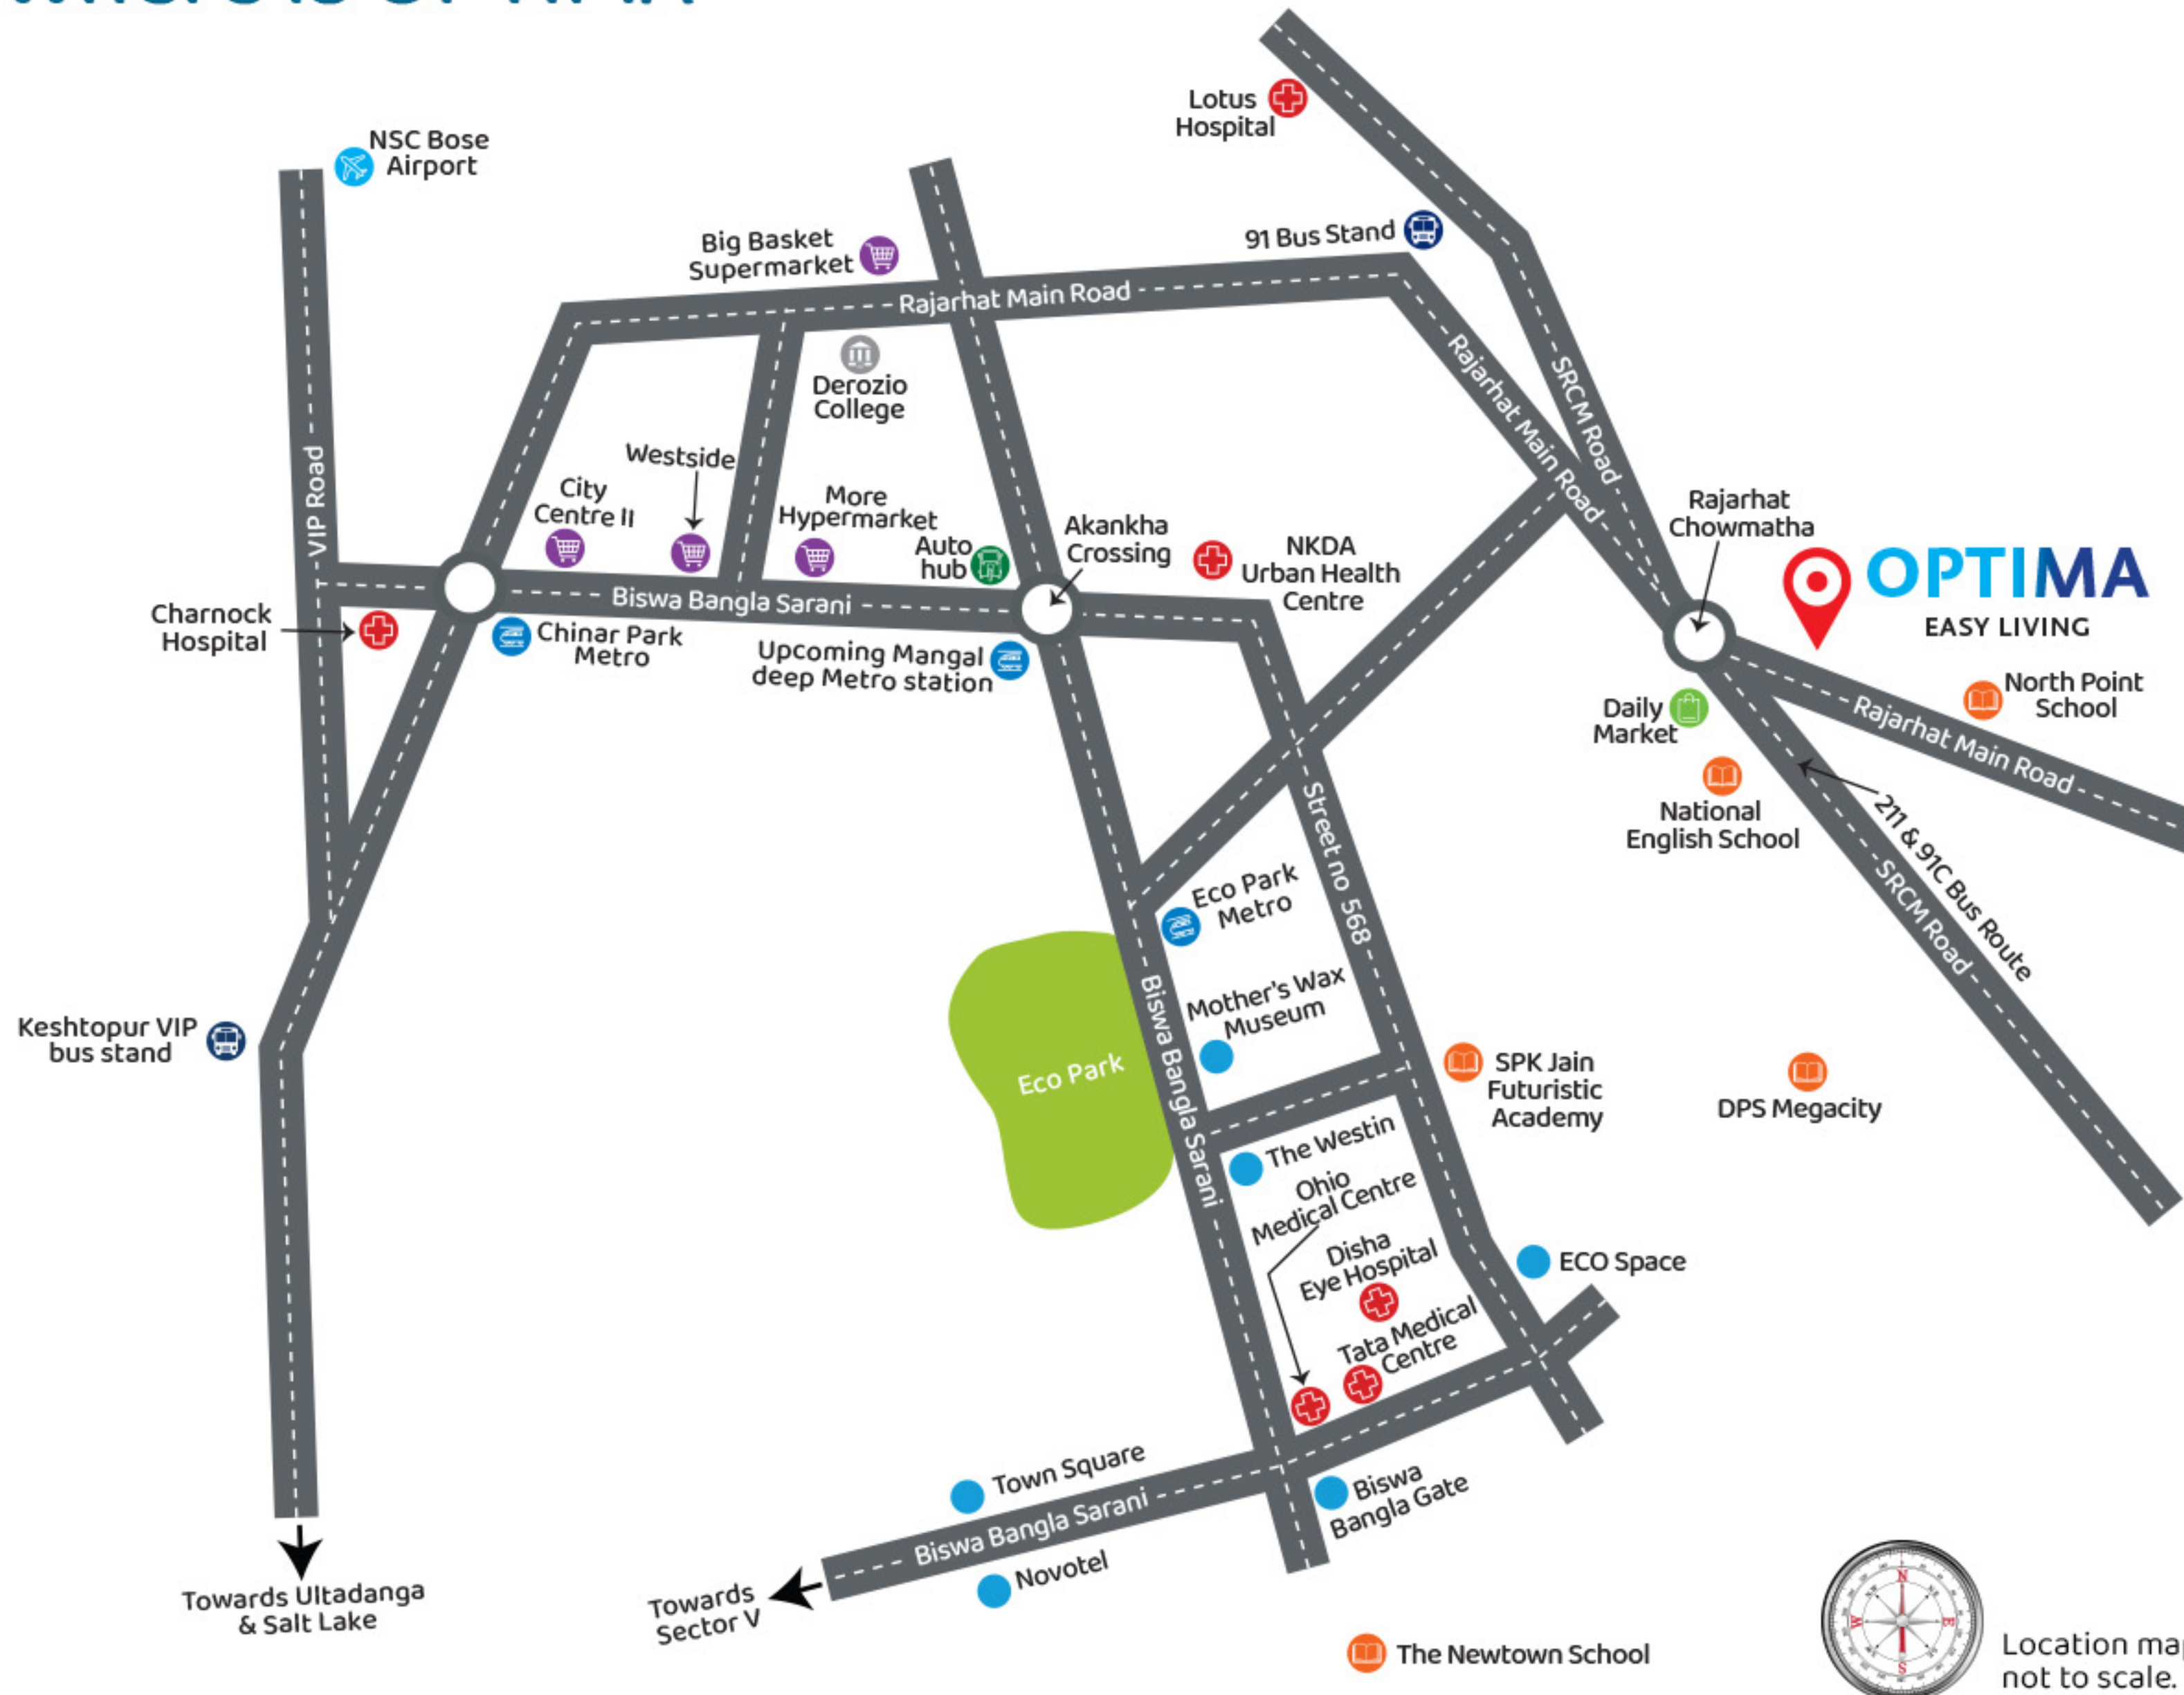 Lotus
Hospital
NSC Bose
Airport
91 Bus Stand
Big Basket
Supermarket
Rajarhat Main Road
Derozio
College
Rajarhat Main Road
SRCM Road
VIP Road
Westside
City
Centre II
More
Hypermarket
Auto
hub
Akankha
Crossing
NKDA
Urban Health
Centre
Rajarhat
Chowmatha
OPTIMA
EASY LIVING
Biswa Bangla Sarani
Charnock
Hospital
Chinar Park
Metro
Upcoming Mangal
deep Metro station
Daily
Market
North Point
School
Rajarhat Main Road
National
English School
211 & 91C Bus Route
SRCM Road
Street no 568
Eco Park
Metro
Mother's Wax
Museum
Biswa Bangla Sarani
Eco Park
Keshtopur VIP
bus stand
SPK Jain
Futuristic
Academy
DPS Megacity
The Westin
Ohio
Medical Centre
Disha
Eye Hospital
ECO Space
Tata Medical
Centre
Town Square
Biswa Bangla Sarani
Biswa
Bangla Gate
Novotel
Towards Ultadanga
& Salt Lake
Towards
Sector V
The Newtown School
N
E
S
W
Location map
not to scale.